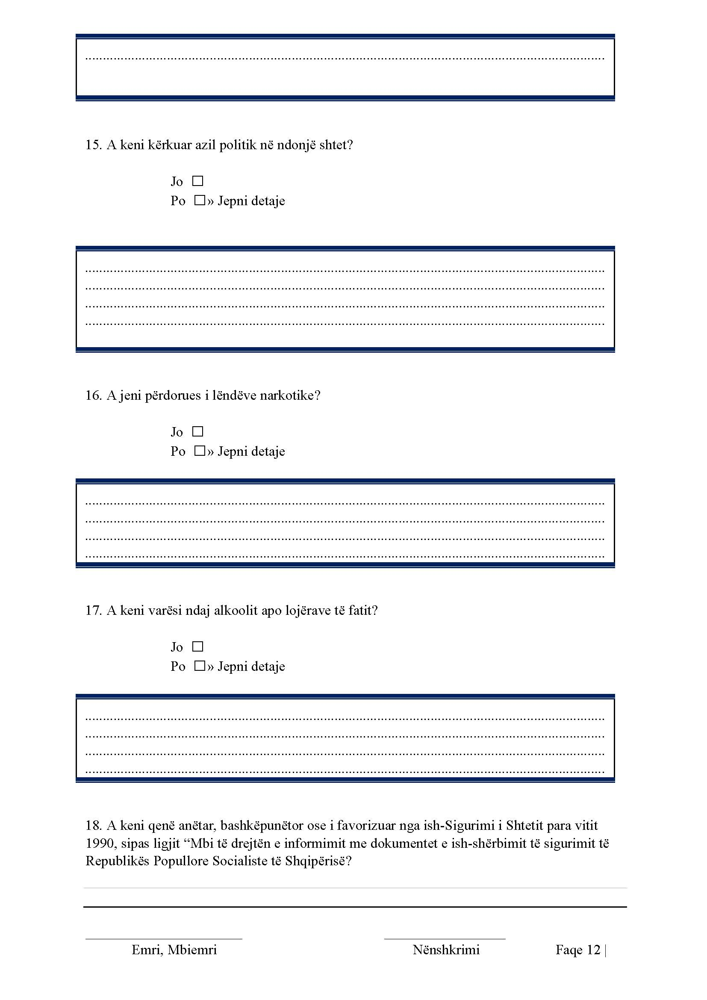 15. A keni kërkuar azil politik në ndonjë shtet?
Jo ☐
Po ☐» Jepni detaje
16. A jeni përdorues i lëndëve narkotike?
Jo ☐
Po ☐» Jepni detaje
17. A keni varësi ndaj alkoolit apo lojërave të fatit?
Jo ☐
Po ☐» Jepni detaje
18. A keni qenë anëtar, bashkëpunëtor ose i favorizuar nga ish-Sigurimi i Shtetit para vitit
1990, sipas ligjit “Mbi të drejtën e informimit me dokumentet e ish-shërbimit të sigurimit të
Republikës Popullore Socialiste të Shqipërisë?
Emri, Mbiemri Nënshkrimi Faqe 12 |